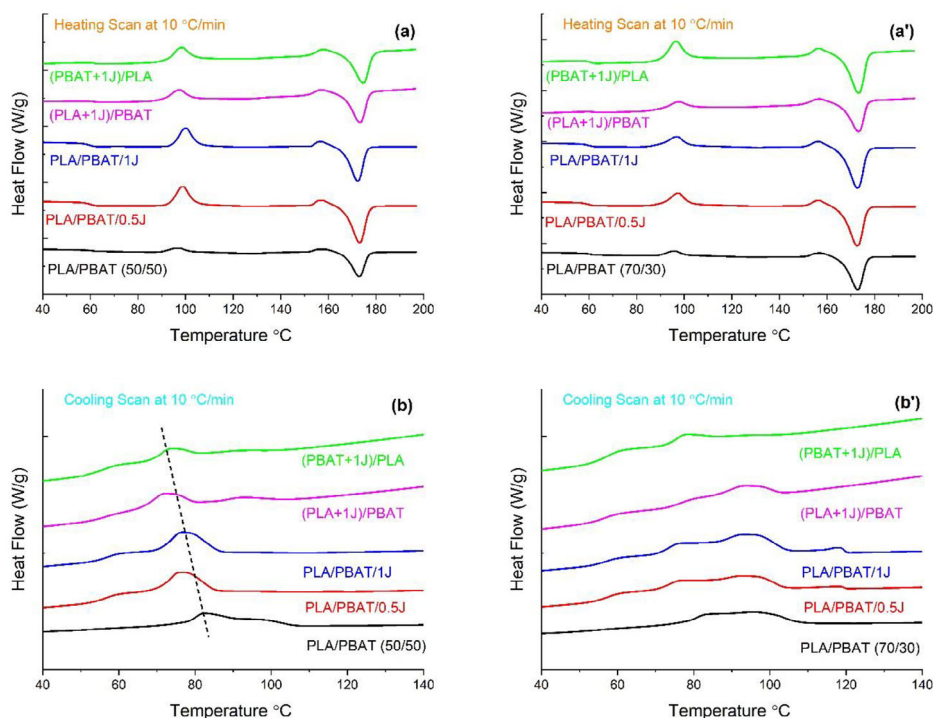 Heating Scan at 10 °C/min
(a)
(PBAT+1J)/PLA
(PLA+1J)/PBAT
PLA/PBAT/1J
PLA/PBAT/0.5J
PLA/PBAT (50/50)
Heat Flow (W/g)
40 60 80 100 120 140 160 180 200
Temperature °C
Heating Scan at 10 °C/min
(a')
(PBAT+1J)/PLA
(PLA+1J)/PBAT
PLA/PBAT/1J
PLA/PBAT/0.5J
PLA/PBAT (70/30)
Heat Flow (W/g)
40 60 80 100 120 140 160 180 200
Temperature °C
Cooling Scan at 10 °C/min
(b)
(PBAT+1J)/PLA
(PLA+1J)/PBAT
PLA/PBAT/1J
PLA/PBAT/0.5J
PLA/PBAT (50/50)
Heat Flow (W/g)
40 60 80 100 120 140
Temperature °C
Cooling Scan at 10 °C/min
(b')
(PBAT+1J)/PLA
(PLA+1J)/PBAT
PLA/PBAT/1J
PLA/PBAT/0.5J
PLA/PBAT (70/30)
Heat Flow (W/g)
40 60 80 100 120 140
Temperature °C